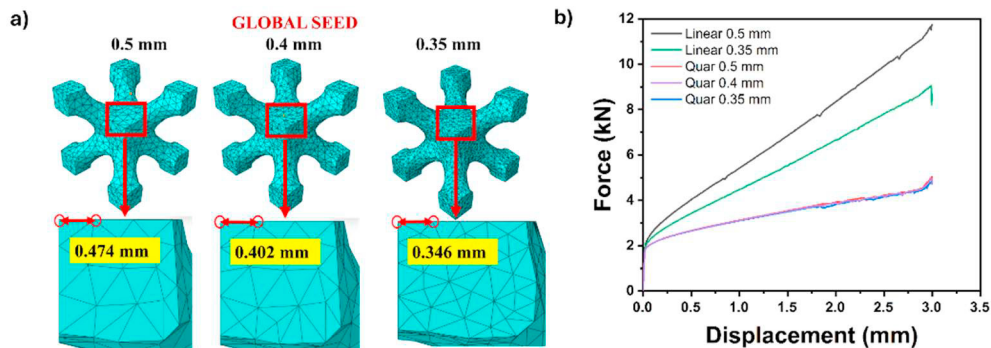 a)
GLOBAL SEED
0.5 mm
0.4 mm
0.35 mm
0.474 mm
0.402 mm
0.346 mm
b)
Force (kN)
12
10
8
6
4
2
0
Linear 0.5 mm
Linear 0.35 mm
Quar 0.5 mm
Quar 0.4 mm
Quar 0.35 mm
0.0 0.5 1.0 1.5 2.0 2.5 3.0 3.5
Displacement (mm)